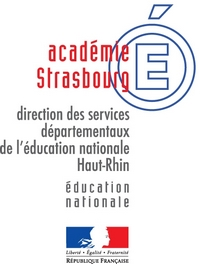 académie
Strasbourg
É
direction des services
départementaux
de l'éducation nationale
Haut-Rhin
éducation
nationale
Liberté • Égalité • Fraternité
RÉPUBLIQUE FRANÇAISE